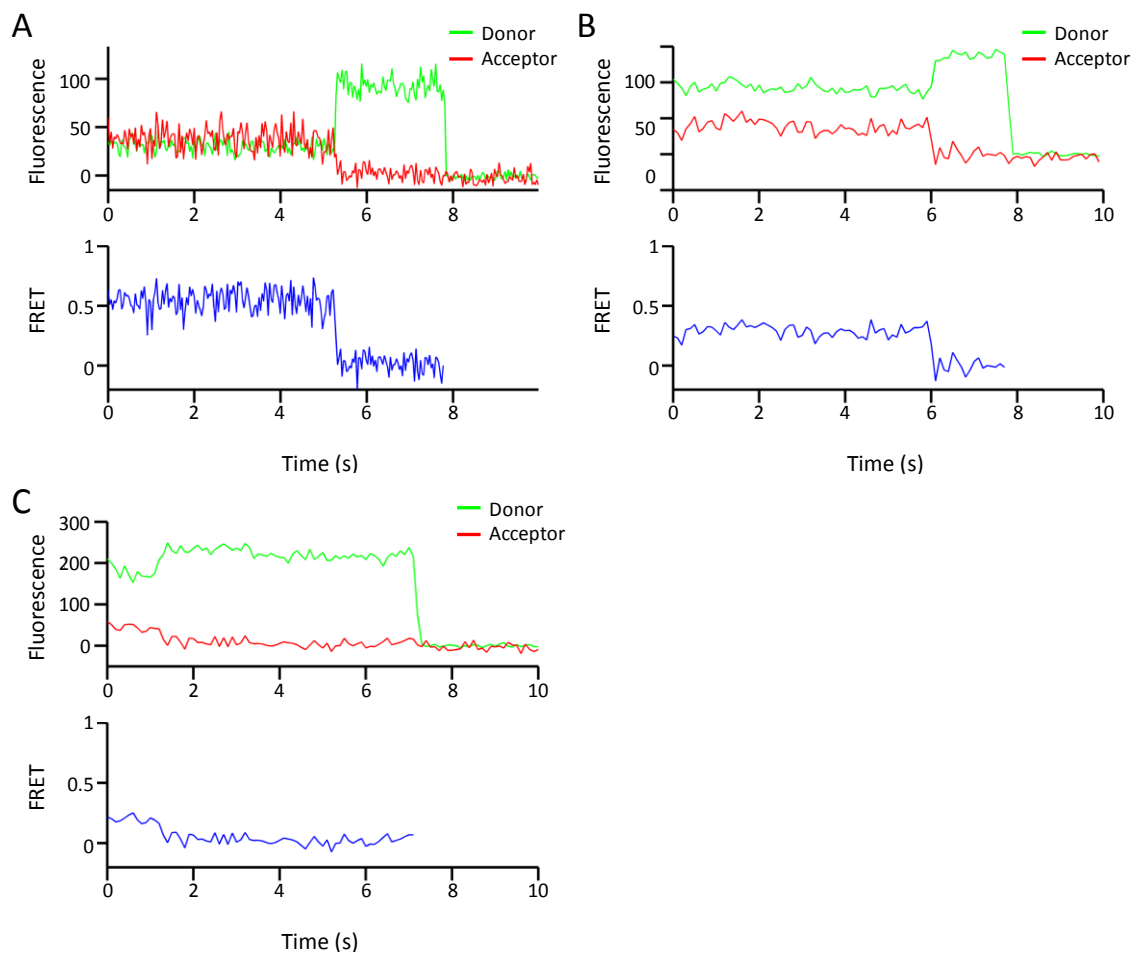 A
Donor
Acceptor
Fluorescence
100
50
0
0 2 4 6 8
FRET
1
0.5
0
0 2 4 6 8
Time (s)
B
Donor
Acceptor
Fluorescence
100
50
0
0 2 4 6 8 10
FRET
1
0.5
0
0 2 4 6 8 10
Time (s)
C
Donor
Acceptor
Fluorescence
300
200
100
0
0 2 4 6 8 10
FRET
1
0.5
0
0 2 4 6 8 10
Time (s)